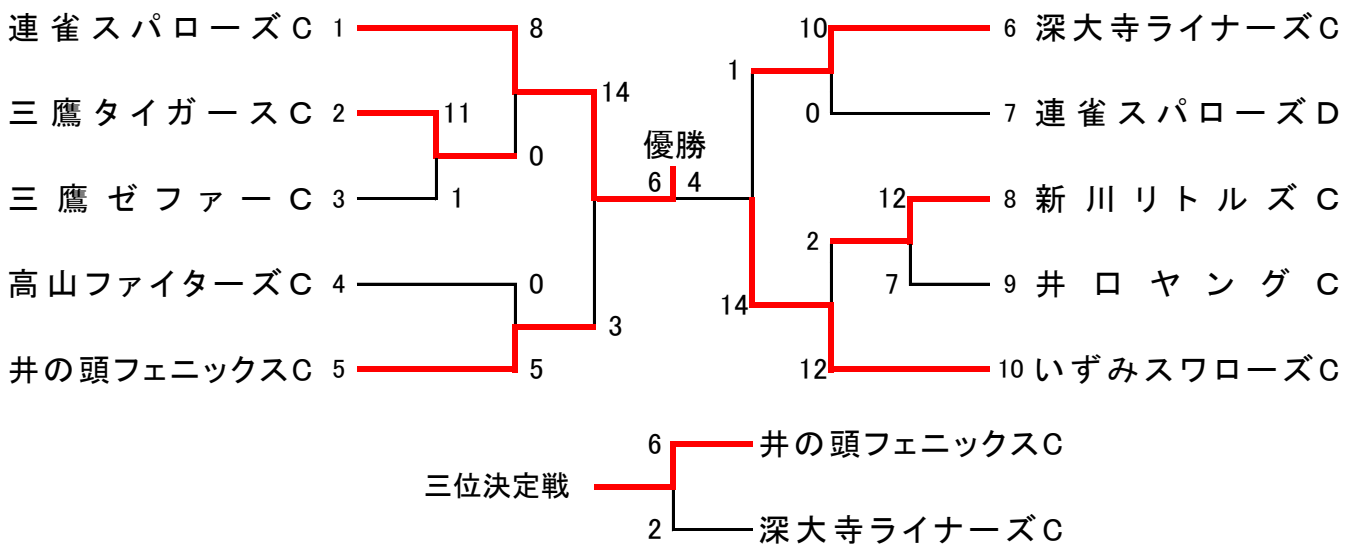 連雀スパローズC 1 8 10 6 深大寺ライナーズC
14 1
三鷹タイガースC 2 11 0 7 連雀スパローズD
優勝
0
6 4
三鷹ゼファーC 3 1 12 8 新川リトルズC
2
高山ファイターズC 4 0 7 9 井口ヤングC
14
3
井の頭フェニックスC 5 5 12 10 いずみスワローズC
6 井の頭フェニックスC
三位決定戦
2 深大寺ライナーズC